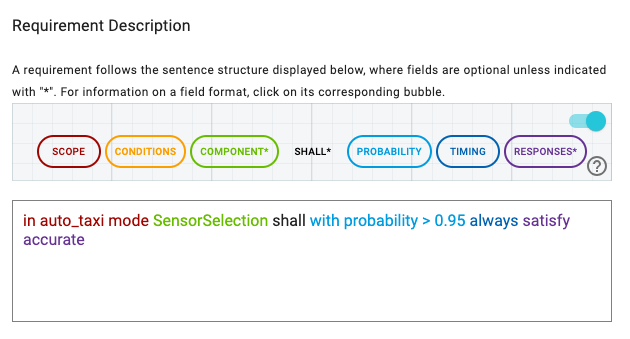 Requirement Description
A requirement follows the sentence structure displayed below, where fields are optional unless indicated
with "*". For information on a field format, click on its corresponding bubble.
SCOPE CONDITIONS COMPONENT* SHALL* PROBABILITY TIMING RESPONSES* ?
in auto_taxi mode SensorSelection shall with probability > 0.95 always satisfy
accurate